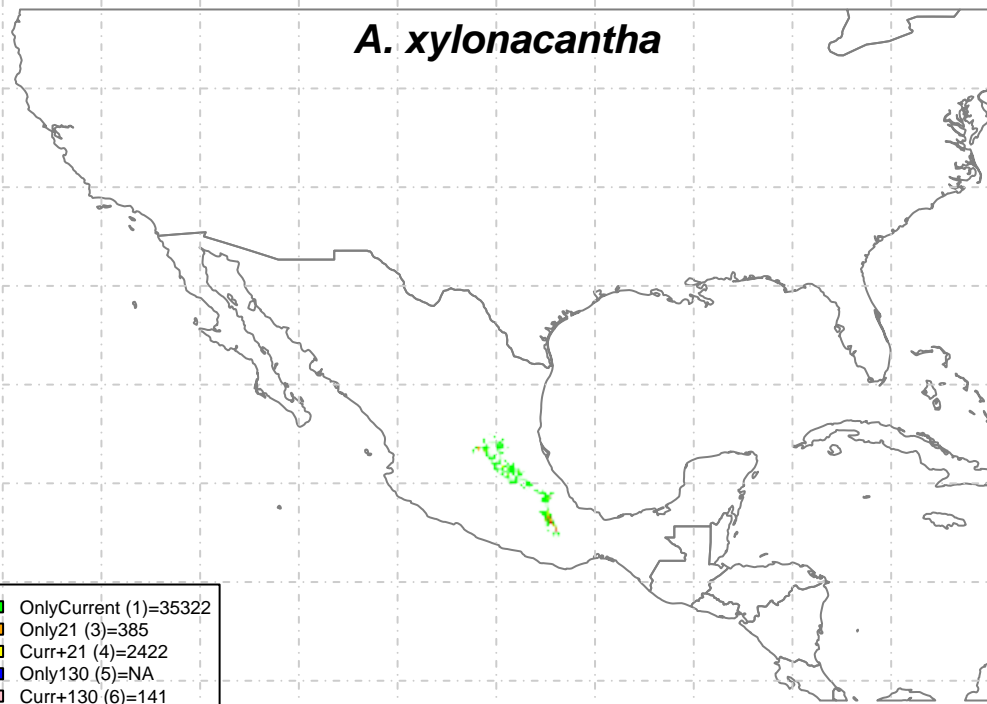 A. xylonacantha
OnlyCurrent (1)=35322
Only21 (3)=385
Curr+21 (4)=2422
Only130 (5)=NA
Curr+130 (6)=141